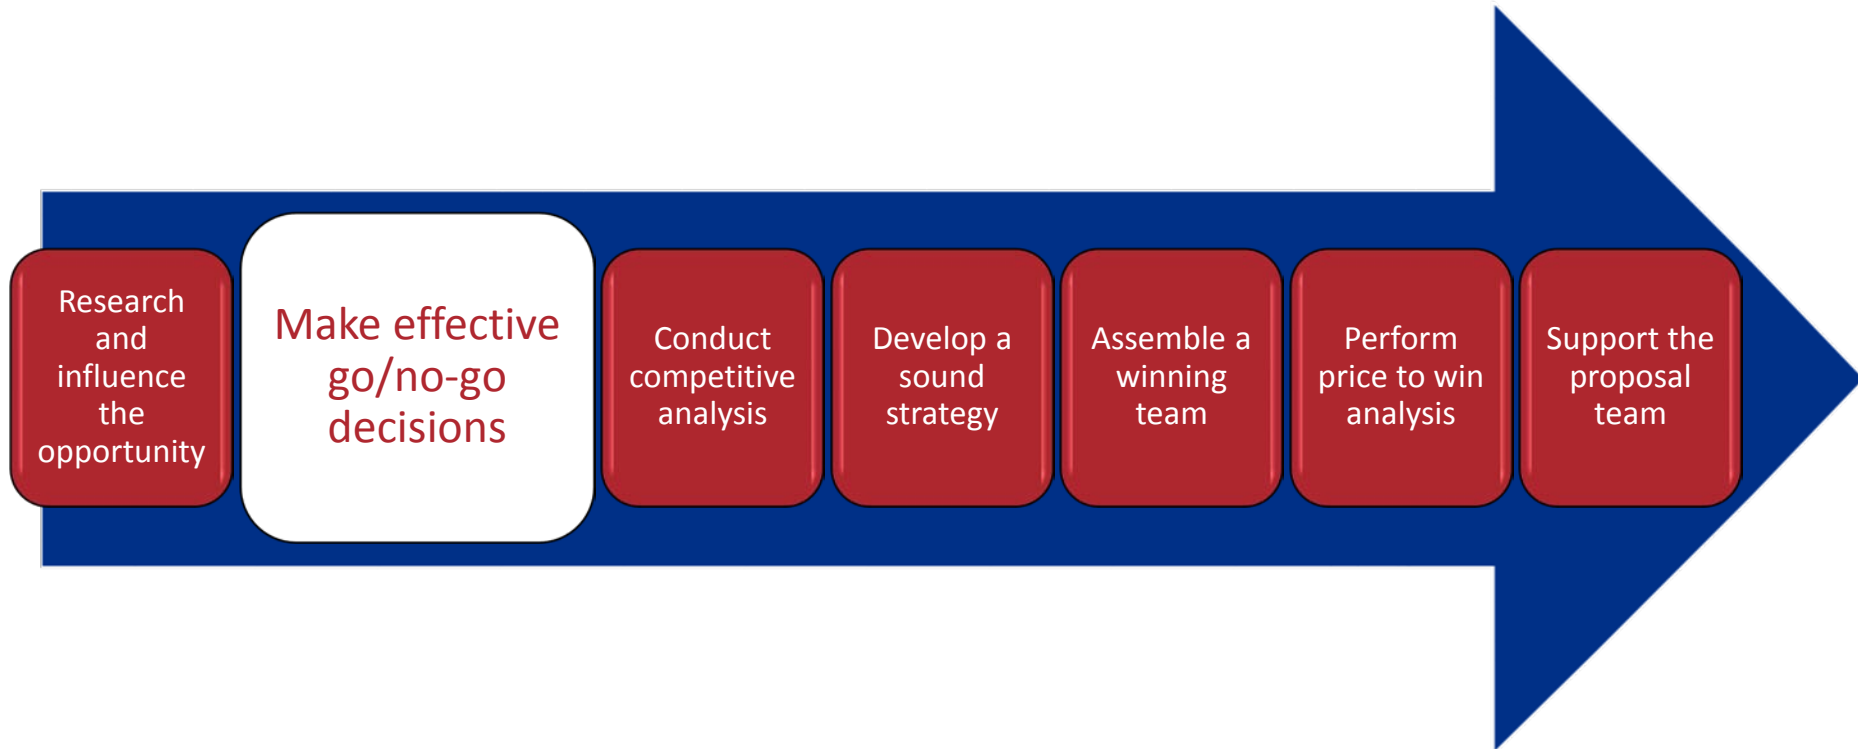 Research
and
influence
the
opportunity
Make effective
go/no-go
decisions
Conduct
competitive
analysis
Develop a
sound
strategy
Assemble a
winning
team
Perform
price to win
analysis
Support the
proposal
team